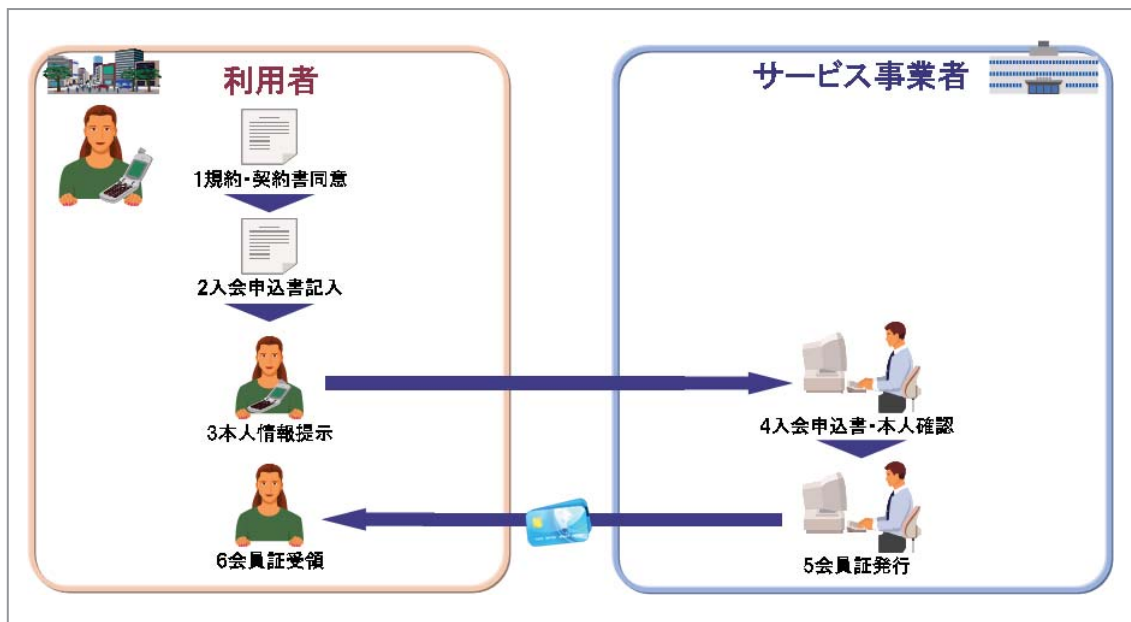 利用者
サービス事業者
1規約・契約書同意
2入会申込書記入
3本人情報提示
4入会申込書・本人確認
5会員証発行
6会員証受領